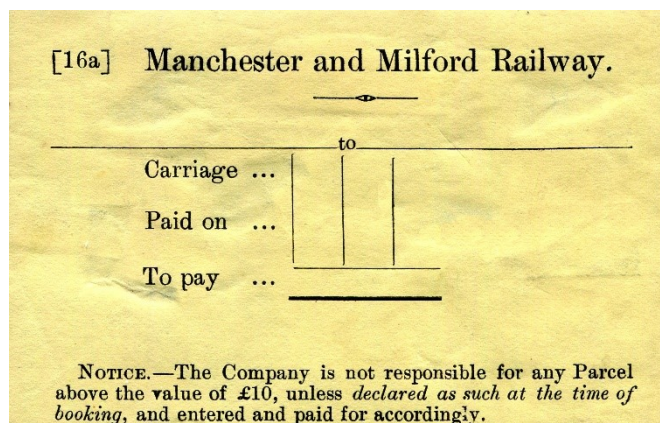 [16a] Manchester and Milford Railway.
to
Carriage ...
Paid on ...
To pay ...
NOTICE.—The Company is not responsible for any Parcel
above the value of £10, unless declared as such at the time of
booking, and entered and paid for accordingly.